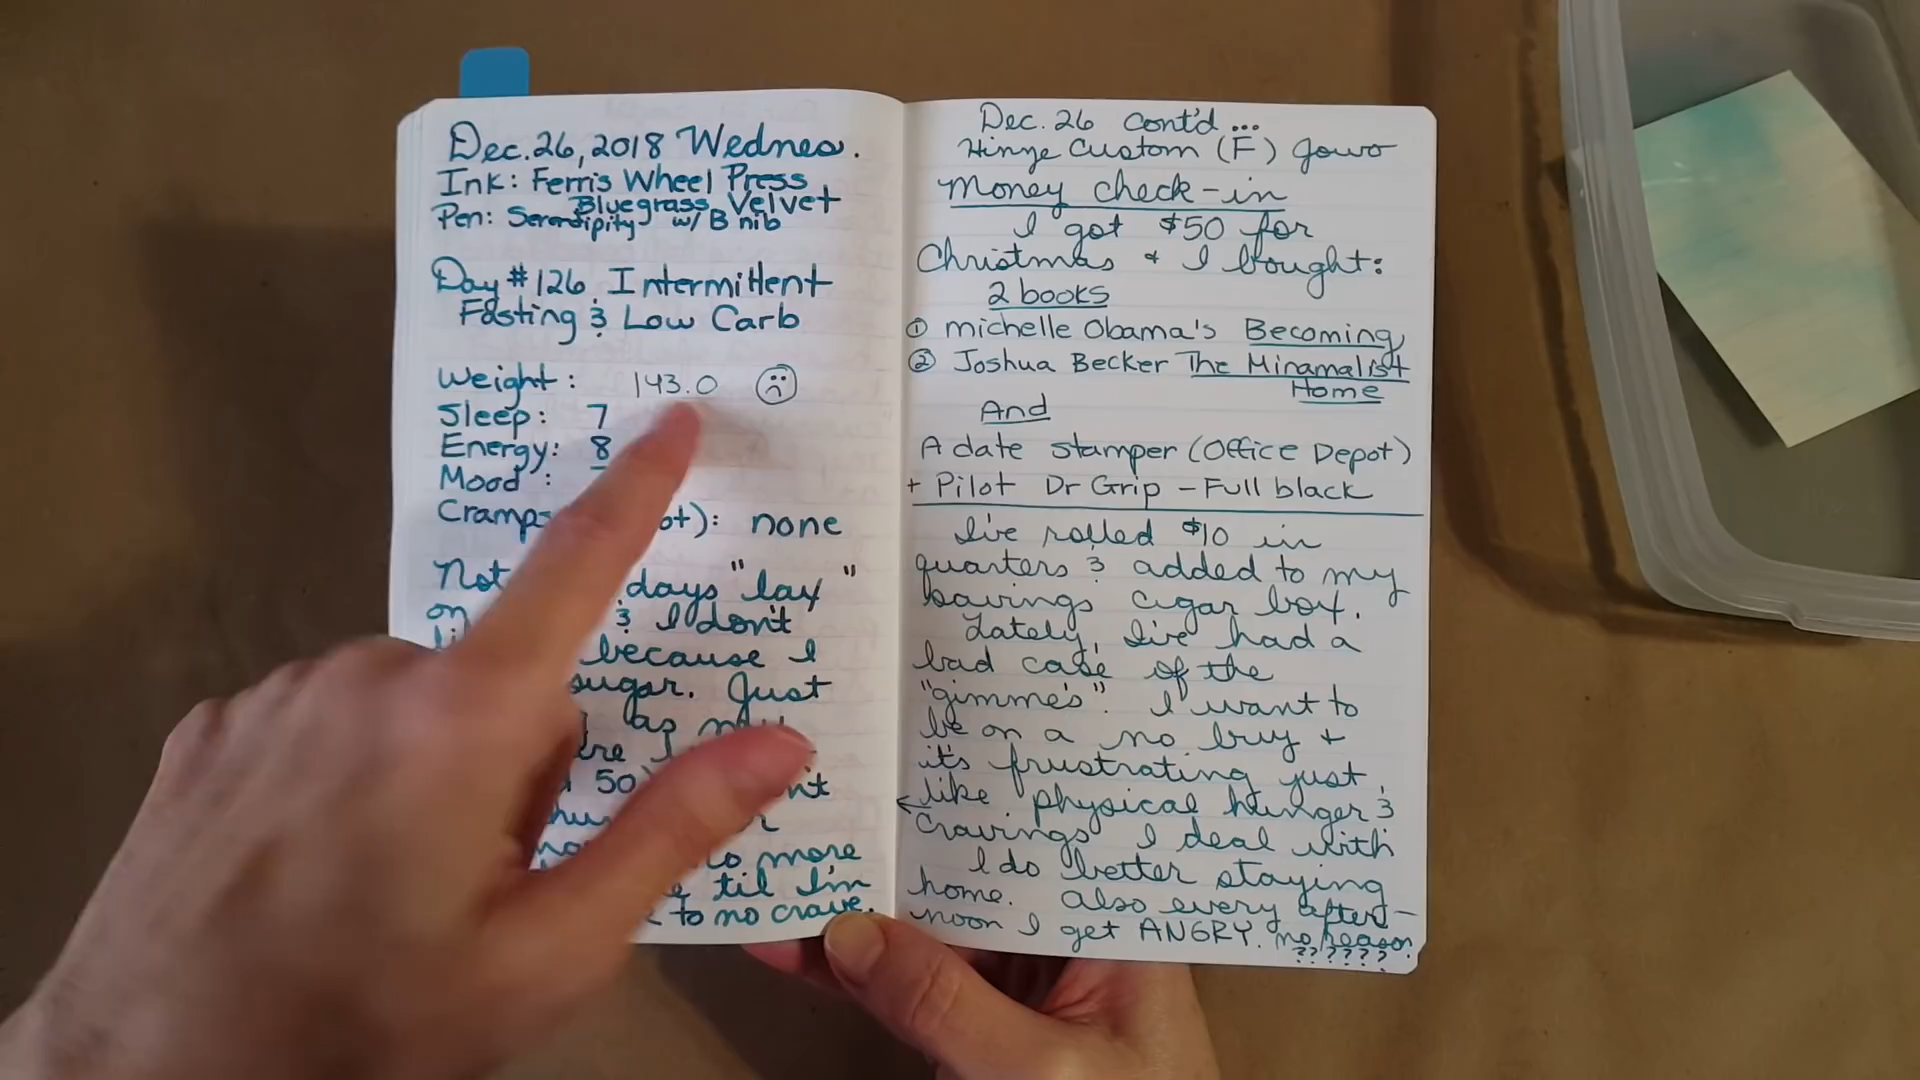 Dec. 26, 2018 Wednes.
Ink: Ferris Wheel Press
Bluegrass Velvet
Pen: Serendipity w/ B nib
Day #126 Intermittent
Fasting & Low Carb
Weight: 143.0
Sleep: 7
Energy: 8
Mood:
Cramps none
Not days "lax"
on & I don't
because I
sugar. Just
as my
I
50)
more
til I'm
to no crave.
Dec. 26 cont'd...
Hinze Custom (F) Gowo
Money check-in
I got $50 for
Christmas & I bought:
2 books
① Michelle Obama's Becoming
② Joshua Becker The Minamalist
Home
And
A date stamper (Office Depot)
+ Pilot Dr Grip - Full black
I've rolled $10 in
quarters & added to my
savings cigar box.
Lately, I've had a
bad case of the
"gimme's". I want to
be on a no buy +
it's frustrating just
like physical hunger &
cravings I deal with
I do better staying
home. Also every after-
noon I get ANGRY. no reason.
??????